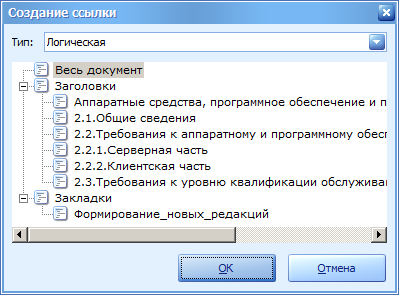 Создание ссылки
Тип: Логическая
Весь документ
Заголовки
Аппаратные средства, программное обеспечение и п
2.1.Общие сведения
2.2.Требования к аппаратному и программному обесп
2.2.1.Серверная часть
2.2.2.Клиентская часть
2.3.Требования к уровню квалификации обслужива
Закладки
Формирование_новых_редакций
OK Отмена